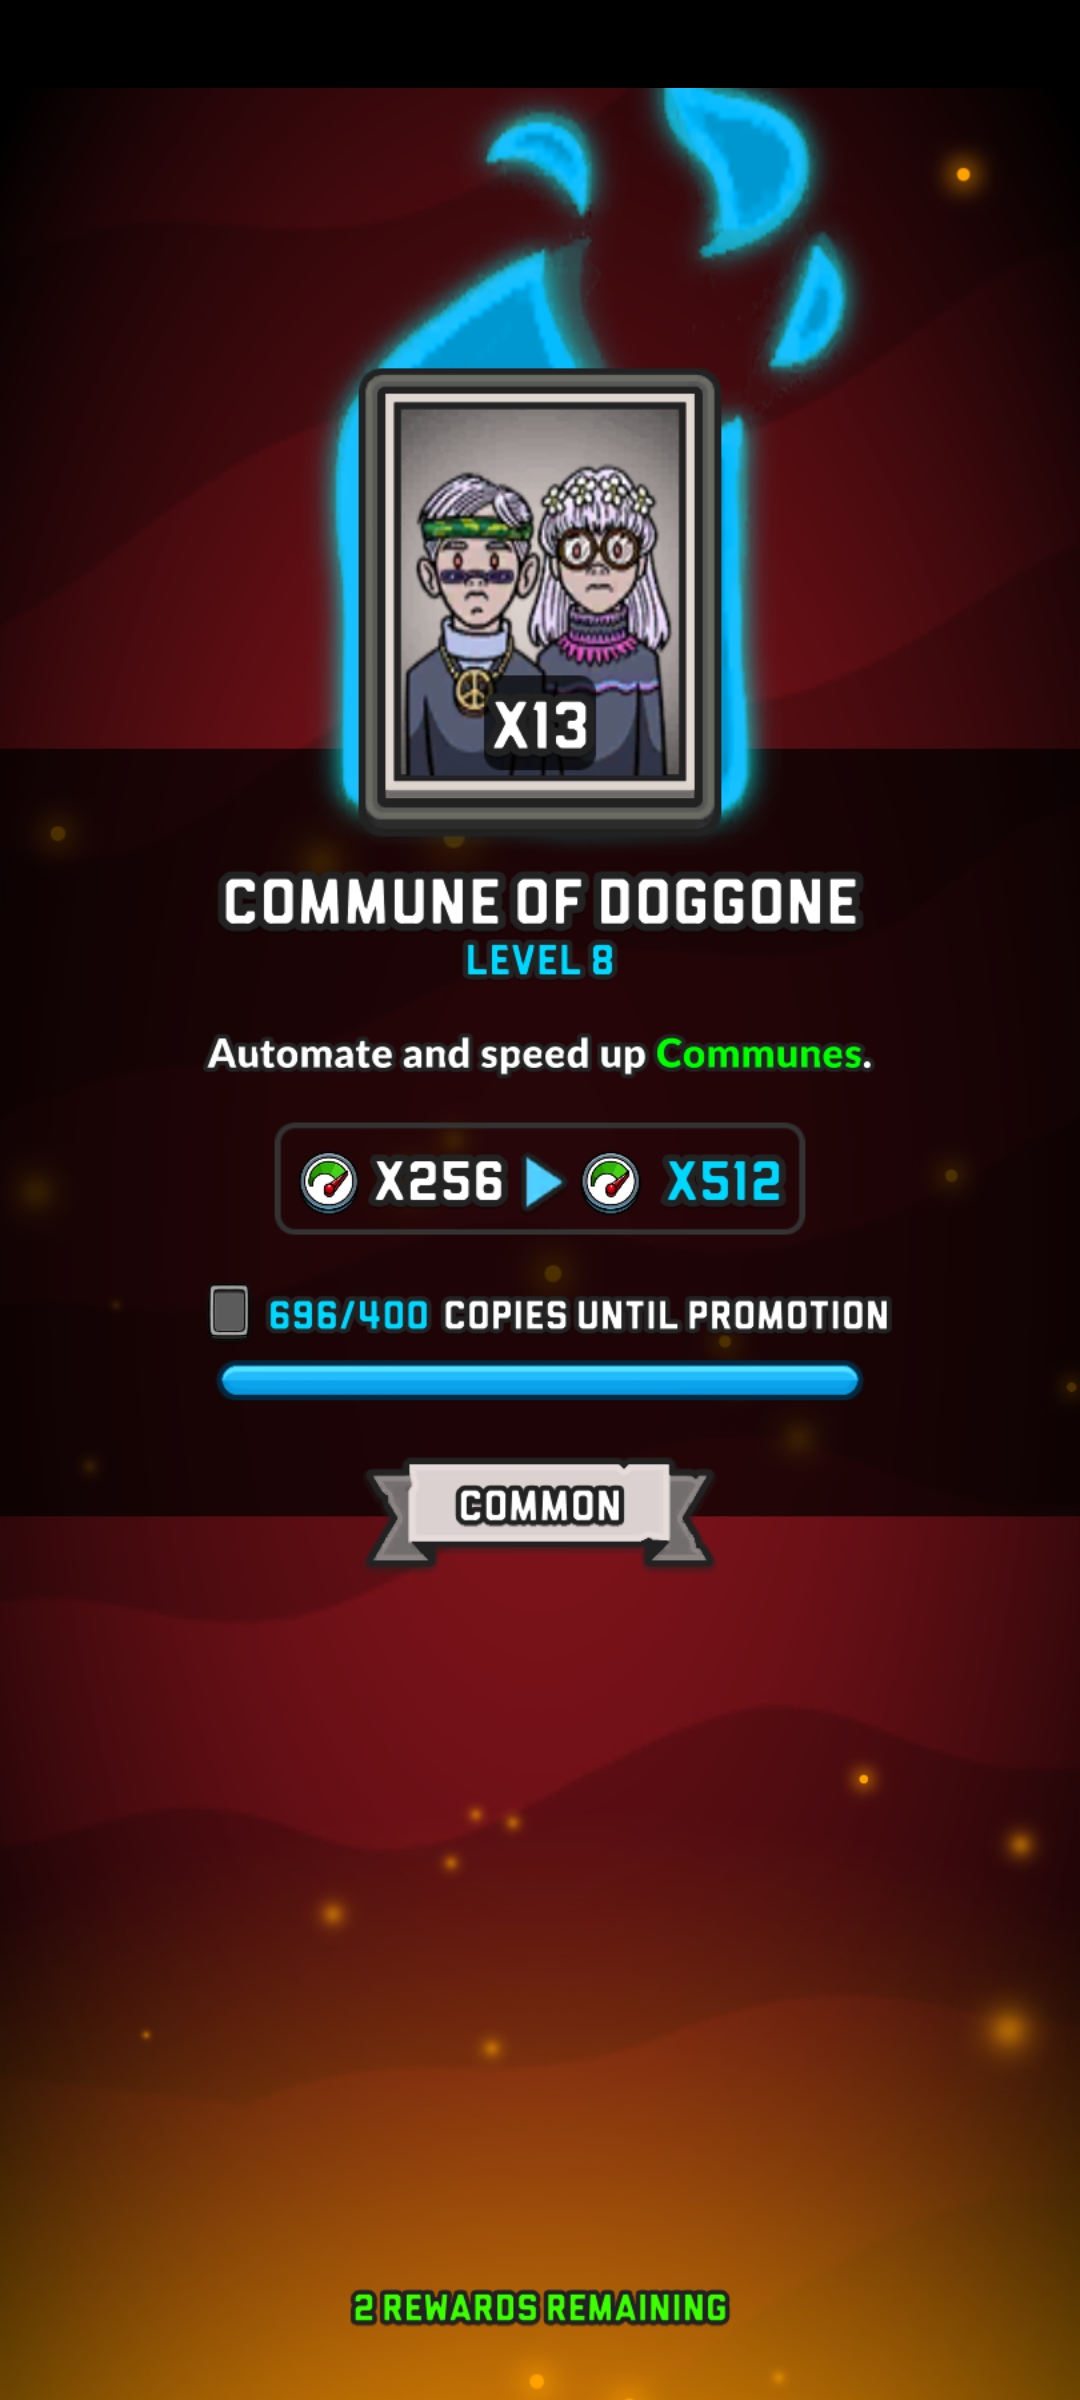 X13
COMMUNE OF DOGGONE
LEVEL 8
Automate and speed up Communes.
X256 X512
696/400 COPIES UNTIL PROMOTION
COMMON
2 REWARDS REMAINING